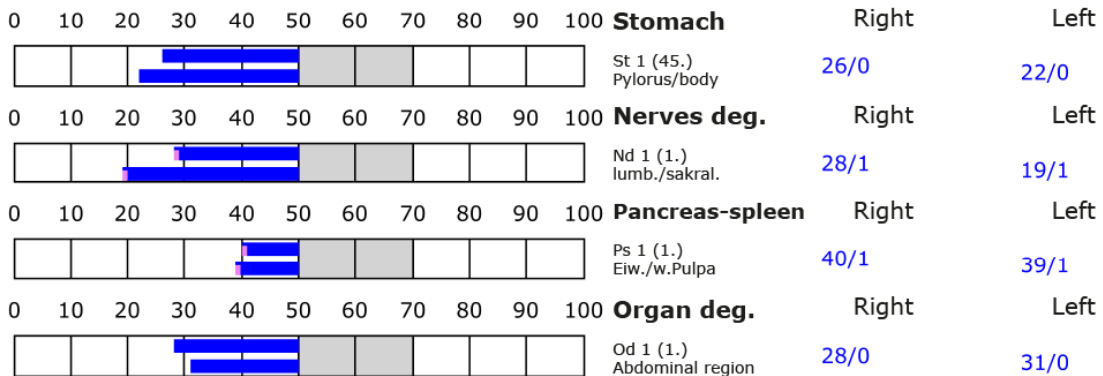 0 10 20 30 40 50 60 70 80 90 100 Stomach Right Left
St 1 (45.) 26/0 22/0
Pylorus/body
0 10 20 30 40 50 60 70 80 90 100 Nerves deg. Right Left
Nd 1 (1.) 28/1 19/1
lumb./sakral.
0 10 20 30 40 50 60 70 80 90 100 Pancreas-spleen Right Left
Ps 1 (1.) 40/1 39/1
Eiw./w.Pulpa
0 10 20 30 40 50 60 70 80 90 100 Organ deg. Right Left
Od 1 (1.) 28/0 31/0
Abdominal region